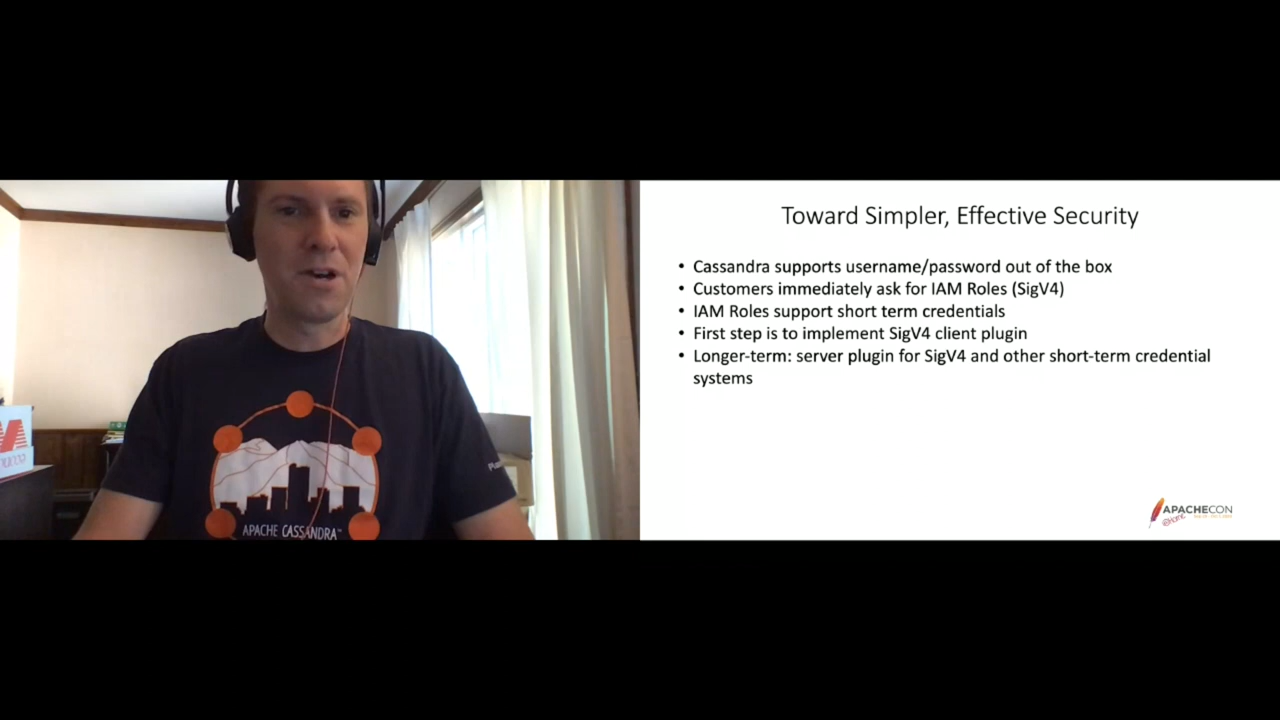 Toward Simpler, Effective Security
• Cassandra supports username/password out of the box
• Customers immediately ask for IAM Roles (SigV4)
• IAM Roles support short term credentials
• First step is to implement SigV4 client plugin
• Longer-term: server plugin for SigV4 and other short-term credential
systems
APACHE CASSANDRA™
APACHECON
@Home